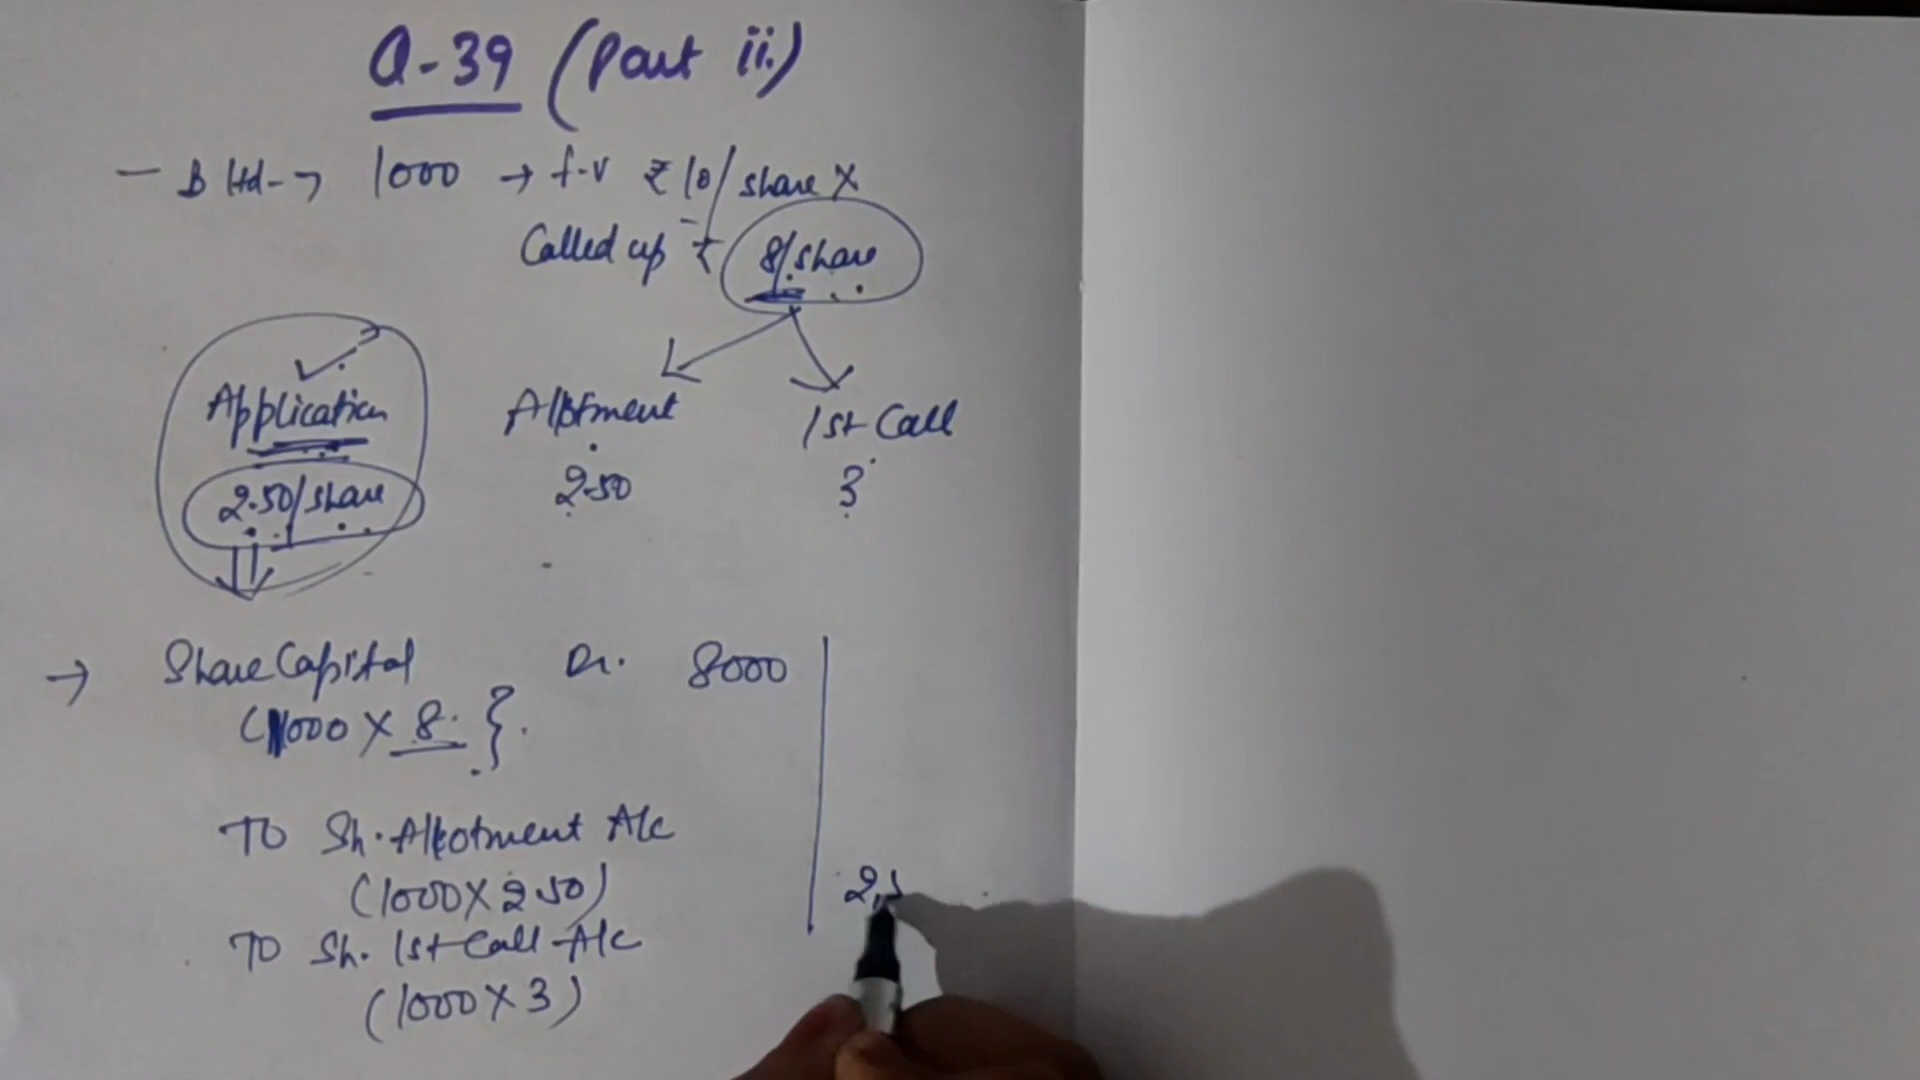 Q-39 (Part ii.)
- B Ltd- → 1000 → f-v ₹ 10/share X
Called up ₹ 8/share
Application Allotment 1st Call
2.50/share 2.50 3
→ Share Capital Dr. 8000
(1000 X 8 }
To Sh. Allotment A/c
(1000 X 2.50) 2,5
To Sh. 1st Call A/c
(1000 X 3)